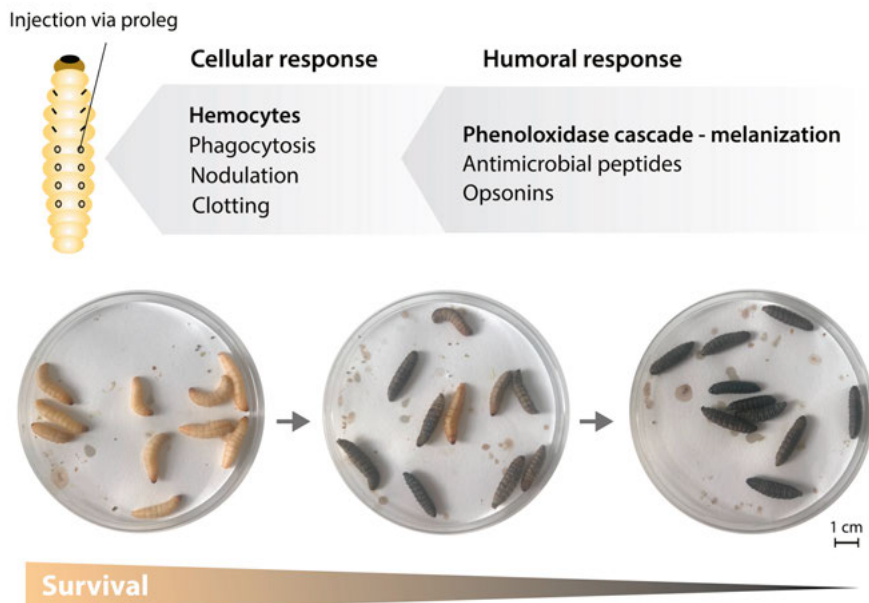 Injection via proleg
Cellular response
Hemocytes
Phagocytosis
Nodulation
Clotting
Humoral response
Phenoloxidase cascade - melanization
Antimicrobial peptides
Opsonins
1 cm
Survival